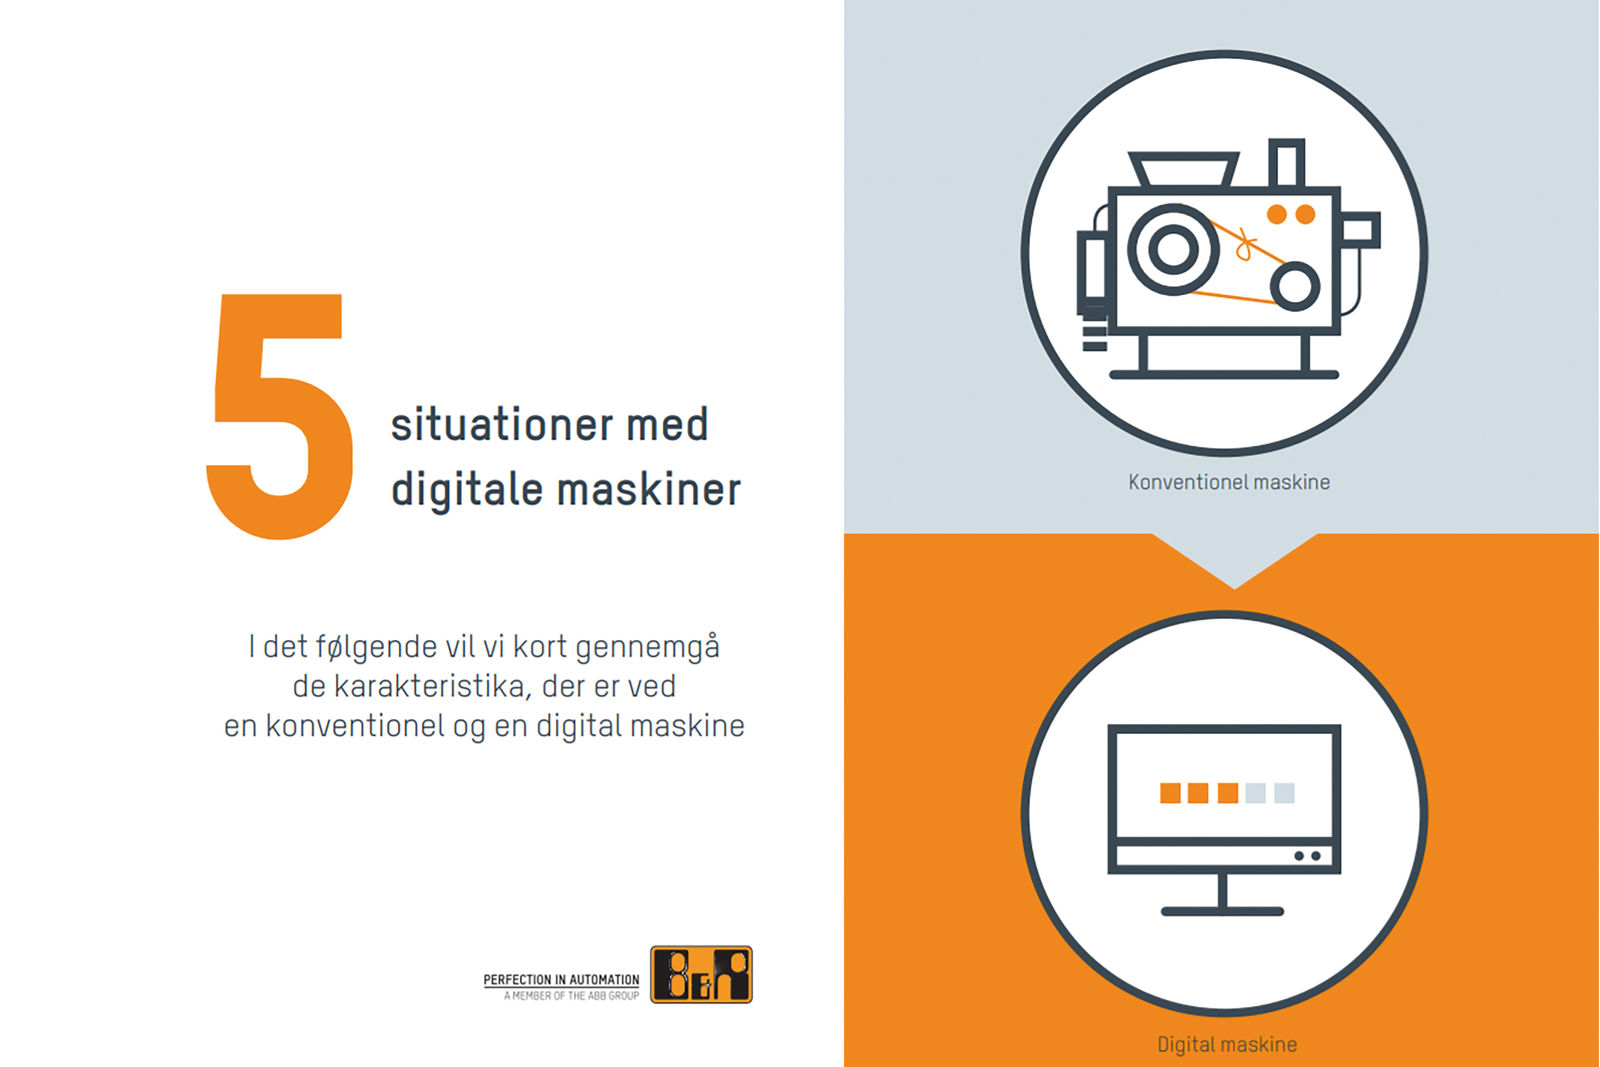 5
situationer med
digitale maskiner
I det følgende vil vi kort gennemgå
de karakteristika, der er ved
en konventionel og en digital maskine
PERFECTION IN AUTOMATION
A MEMBER OF THE ABB GROUP
B&R
Konventionel maskine
Digital maskine